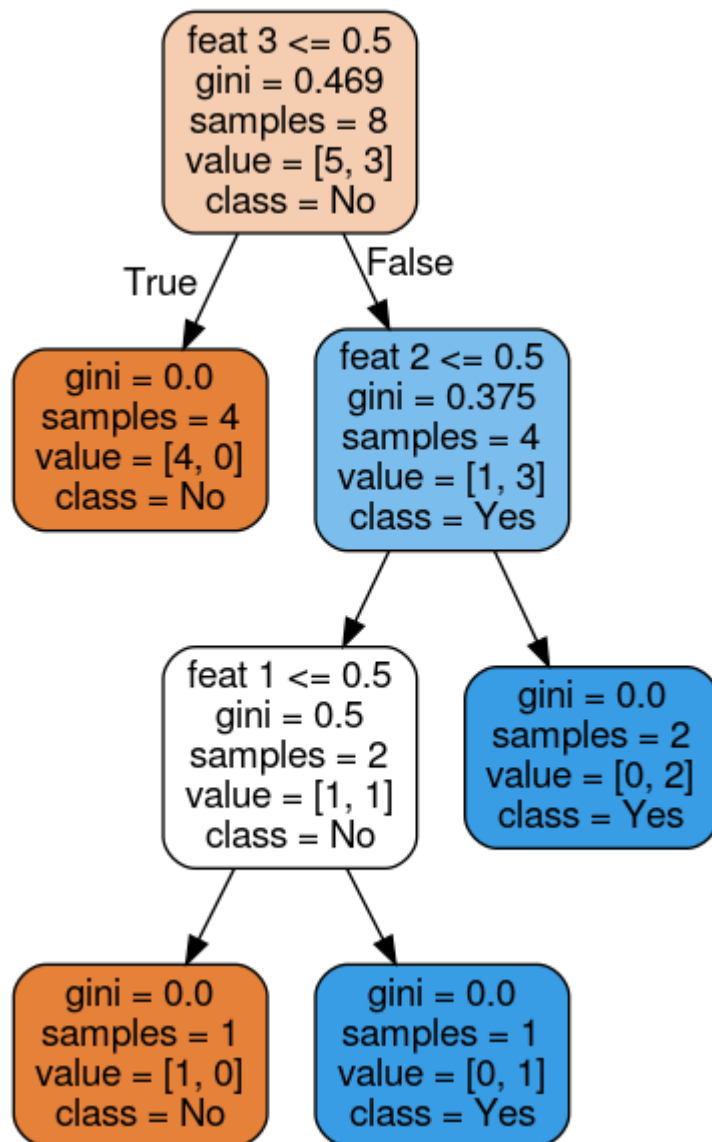 feat 3 <= 0.5
gini = 0.469
samples = 8
value = [5, 3]
class = No
True
False
gini = 0.0
samples = 4
value = [4, 0]
class = No
feat 2 <= 0.5
gini = 0.375
samples = 4
value = [1, 3]
class = Yes
feat 1 <= 0.5
gini = 0.5
samples = 2
value = [1, 1]
class = No
gini = 0.0
samples = 2
value = [0, 2]
class = Yes
gini = 0.0
samples = 1
value = [1, 0]
class = No
gini = 0.0
samples = 1
value = [0, 1]
class = Yes